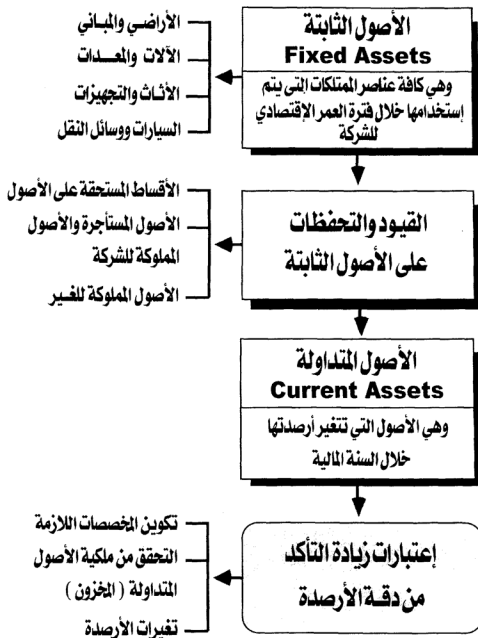 الأصول الثابتة
Fixed Assets
وهي كافة عناصر الممتلكات التي يتم
إستخدامها خلال فترة العمر الإقتصادي
للشركة
الأراضي والمباني
الآلات والمعدات
الأثاث والتجهيزات
السيارات ووسائل النقل
القيود والتحفظات
على الأصول الثابتة
الأقساط المستحقة على الأصول
الأصول المستأجرة والأصول
المملوكة للشركة
الأصول المملوكة للغير
الأصول المتداولة
Current Assets
وهي الأصول التي تتغير أرصدتها
خلال السنة المالية
إعتبارات زيادة التأكد
من دقة الأرصدة
تكوين المخصصات اللازمة
التحقق من ملكية الأصول
المتداولة ( المخزون )
تغيرات الأرصدة